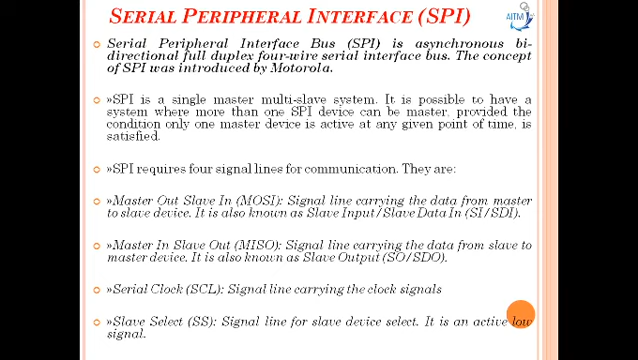 SERIAL PERIPHERAL INTERFACE (SPI)
AITM
Serial Peripheral Interface Bus (SPI) is asynchronous bi-
directional full duplex four-wire serial interface bus. The concept
of SPI was introduced by Motorola.
»SPI is a single master multi-slave system. It is possible to have a
system where more than one SPI device can be master, provided the
condition only one master device is active at any given point of time, is
satisfied.
»SPI requires four signal lines for communication. They are:
»Master Out Slave In (MOSI): Signal line carrying the data from master
to slave device. It is also known as Slave Input/Slave Data In (SI/SDI).
»Master In Slave Out (MISO): Signal line carrying the data from slave to
master device. It is also known as Slave Output (SO/SDO).
»Serial Clock (SCL): Signal line carrying the clock signals
»Slave Select (SS): Signal line for slave device select. It is an active low
signal.